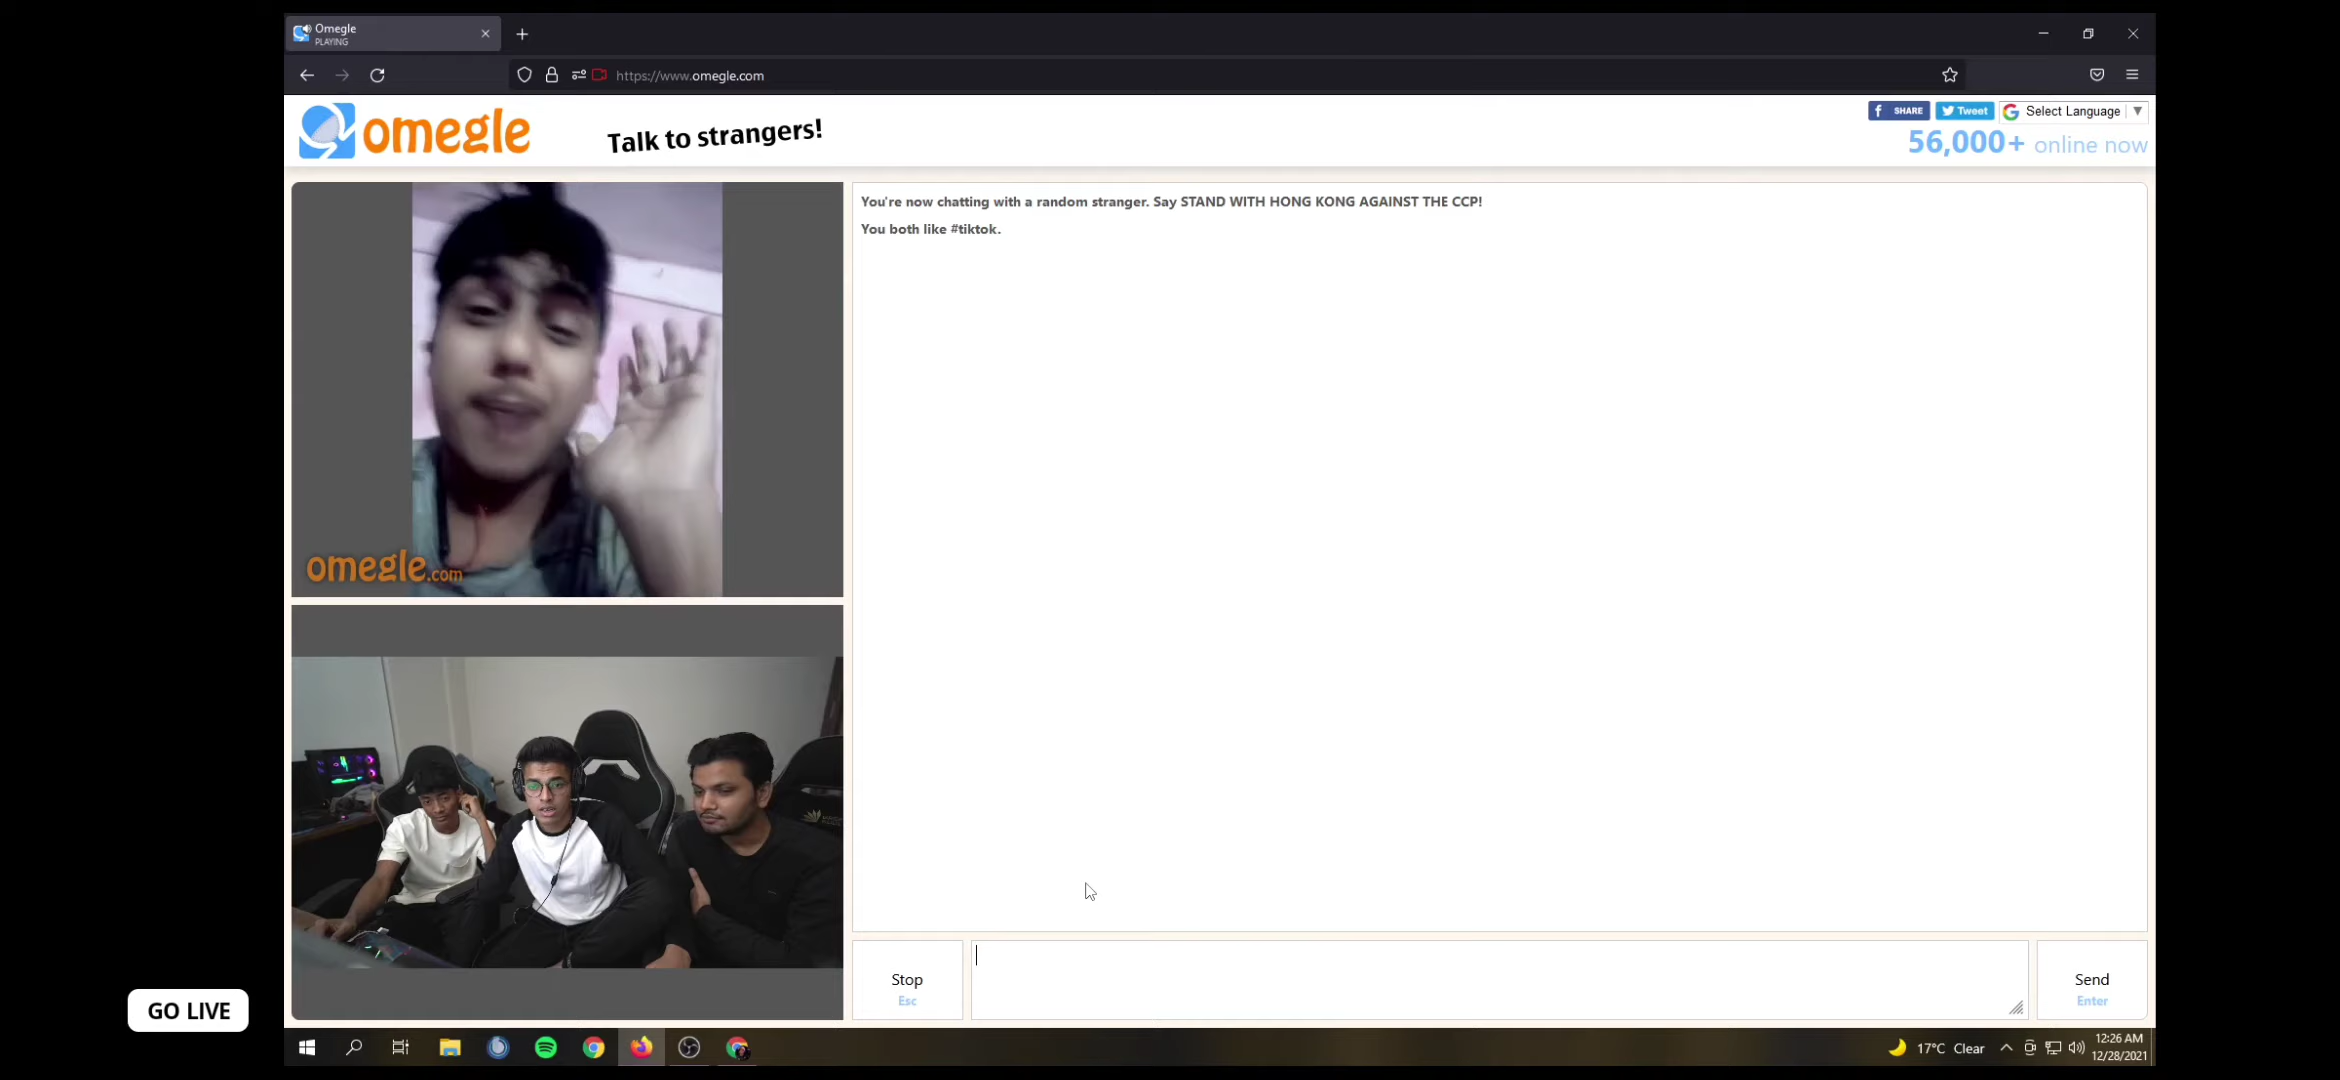 Omegle
PLAYING
https://www.omegle.com
omegle
Talk to strangers!
SHARE
Tweet
Select Language
56,000+ online now
You're now chatting with a random stranger. Say STAND WITH HONG KONG AGAINST THE CCP!
You both like #tiktok.
omegle.com
Stop
Esc
Send
Enter
GO LIVE
17°C Clear
12:26 AM
12/28/2021